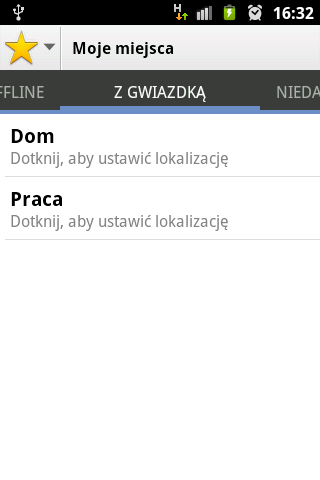 H 16:32
Moje miejsca
FFLINE Z GWIAZDKĄ NIEDA
Dom
Dotknij, aby ustawić lokalizację
Praca
Dotknij, aby ustawić lokalizację